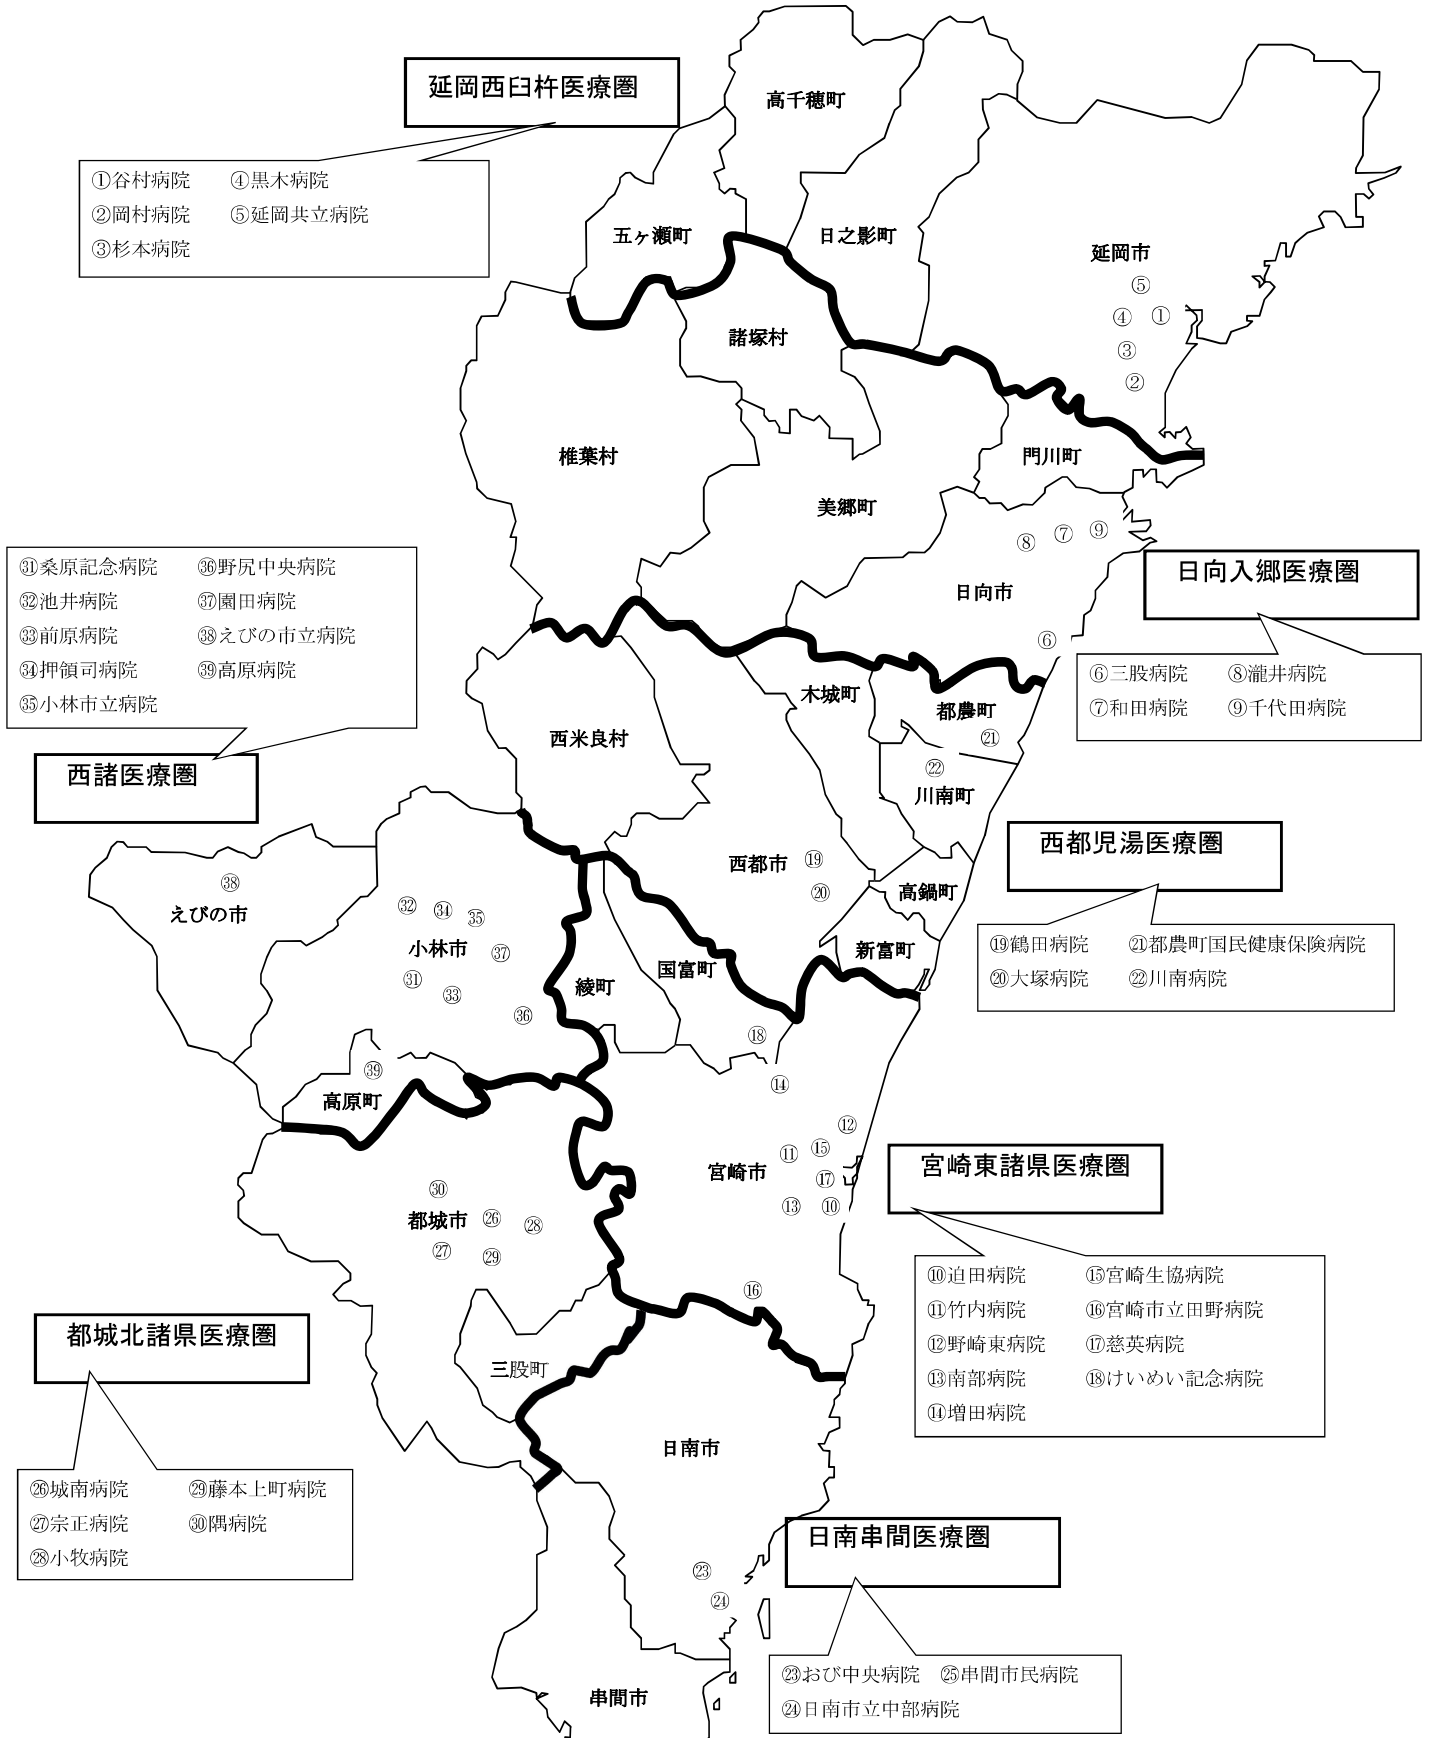 延岡西臼杵医療圏
①谷村病院 ④黒木病院
②岡村病院 ⑤延岡共立病院
③杉本病院
高千穂町
五ヶ瀬町
日之影町
延岡市
⑤
④ ①
③
②
諸塚村
椎葉村
門川町
美郷町
⑧ ⑦ ⑨
日向市
⑥
日向入郷医療圏
⑥三股病院 ⑧瀧井病院
⑦和田病院 ⑨千代田病院
㉛桑原記念病院 ㊱野尻中央病院
㉜池井病院 ㊲園田病院
㉝前原病院 ㊳えびの市立病院
㉞押領司病院 ㊴高原病院
㉟小林市立病院
西諸医療圏
木城町
都農町
㉑
西米良村
㉒
川南町
西都市
⑲
⑳
高鍋町
新富町
西都児湯医療圏
⑲鶴田病院 ㉑都農町国民健康保険病院
⑳大塚病院 ㉒川南病院
㊳
えびの市
㉜ ㉞ ㉟
小林市
㊲
㉛
㉝
㊱
綾町
国富町
⑱
㊴
高原町
⑭
⑫
⑪ ⑮
宮崎市
⑰
⑬ ⑩
⑯
宮崎東諸県医療圏
⑩迫田病院 ⑮宮崎生協病院
⑪竹内病院 ⑯宮崎市立田野病院
⑫野崎東病院 ⑰慈英病院
⑬南部病院 ⑱けいめい記念病院
⑭増田病院
㉚
都城市
㉖ ㉘
㉗ ㉙
都城北諸県医療圏
㉖城南病院 ㉙藤本上町病院
㉗宗正病院 ㉚隅病院
㉘小牧病院
三股町
日南市
㉓
㉔
日南串間医療圏
㉓おび中央病院 ㉕串間市民病院
㉔日南市立中部病院
串間市